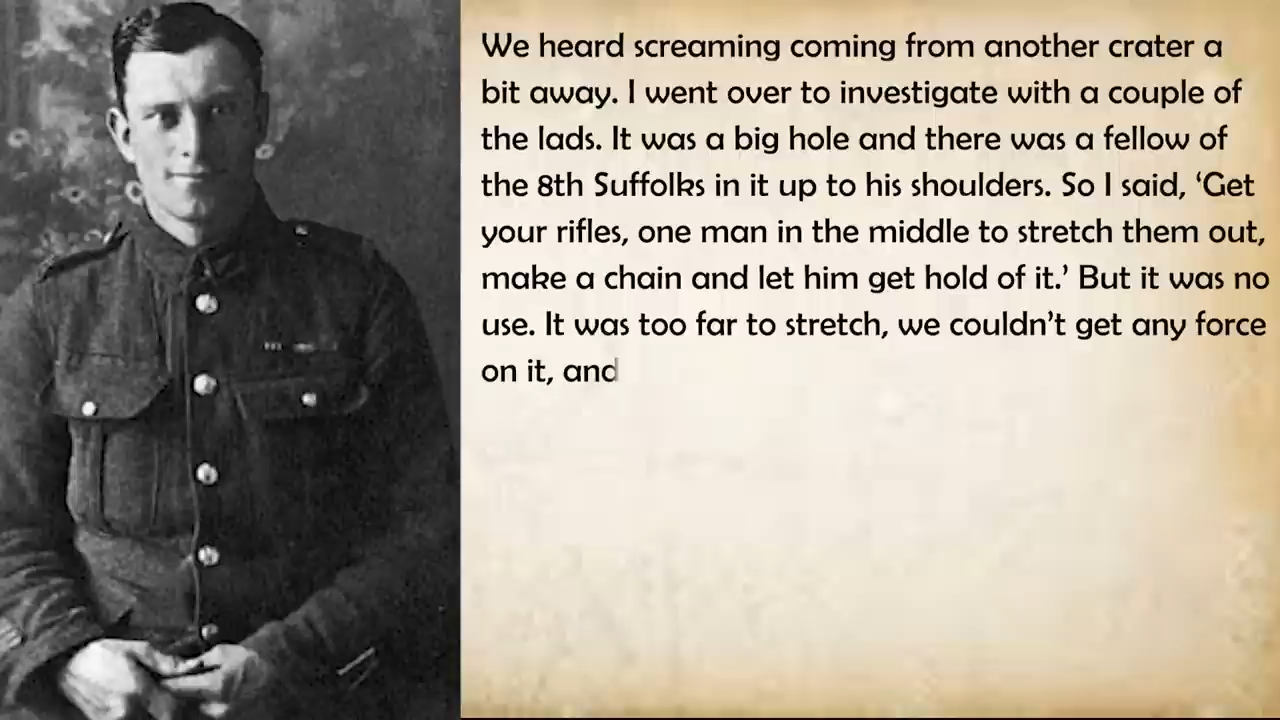 We heard screaming coming from another crater a
bit away. I went over to investigate with a couple of
the lads. It was a big hole and there was a fellow of
the 8th Suffolks in it up to his shoulders. So I said, ‘Get
your rifles, one man in the middle to stretch them out,
make a chain and let him get hold of it.’ But it was no
use. It was too far to stretch, we couldn’t get any force
on it, and